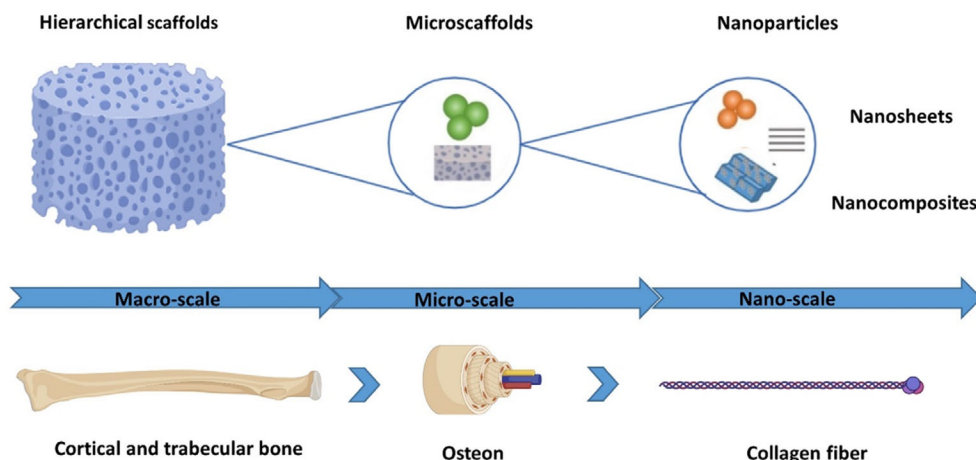 Hierarchical scaffolds
Microscaffolds
Nanoparticles
Nanosheets
Nanocomposites
Macro-scale
Micro-scale
Nano-scale
Cortical and trabecular bone
Osteon
Collagen fiber